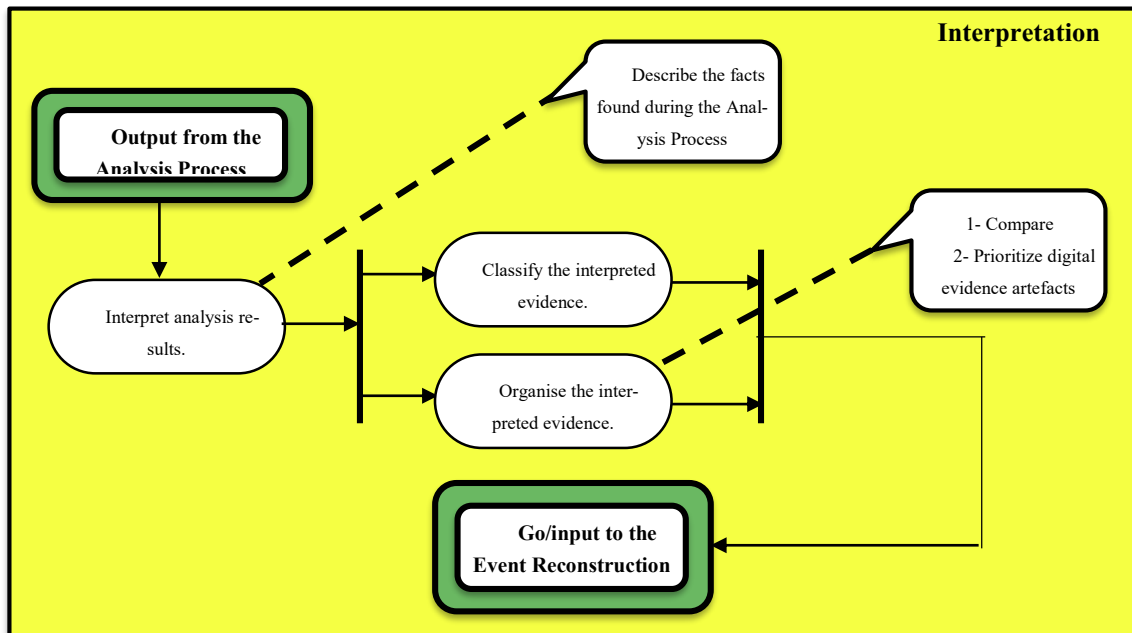 Interpretation
Describe the facts
found during the Anal-
ysis Process
Output from the
Analysis Process
1- Compare
2- Prioritize digital
evidence artefacts
Classify the interpreted
evidence.
Interpret analysis re-
sults.
Organise the inter-
preted evidence.
Go/input to the
Event Reconstruction